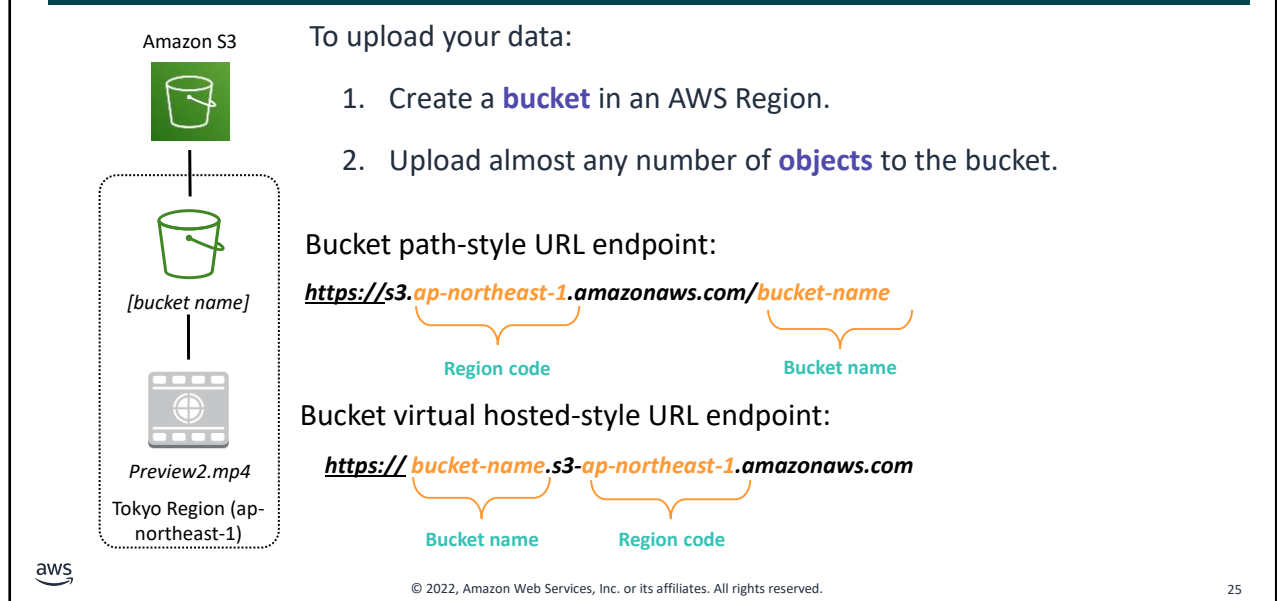 Amazon S3
[bucket name]
Preview2.mp4
Tokyo Region (ap-
northeast-1)
To upload your data:
1. Create a bucket in an AWS Region.
2. Upload almost any number of objects to the bucket.
Bucket path-style URL endpoint:
https://s3.ap-northeast-1.amazonaws.com/bucket-name
Region code
Bucket name
Bucket virtual hosted-style URL endpoint:
https:// bucket-name.s3-ap-northeast-1.amazonaws.com
Bucket name
Region code
aws
© 2022, Amazon Web Services, Inc. or its affiliates. All rights reserved.
25